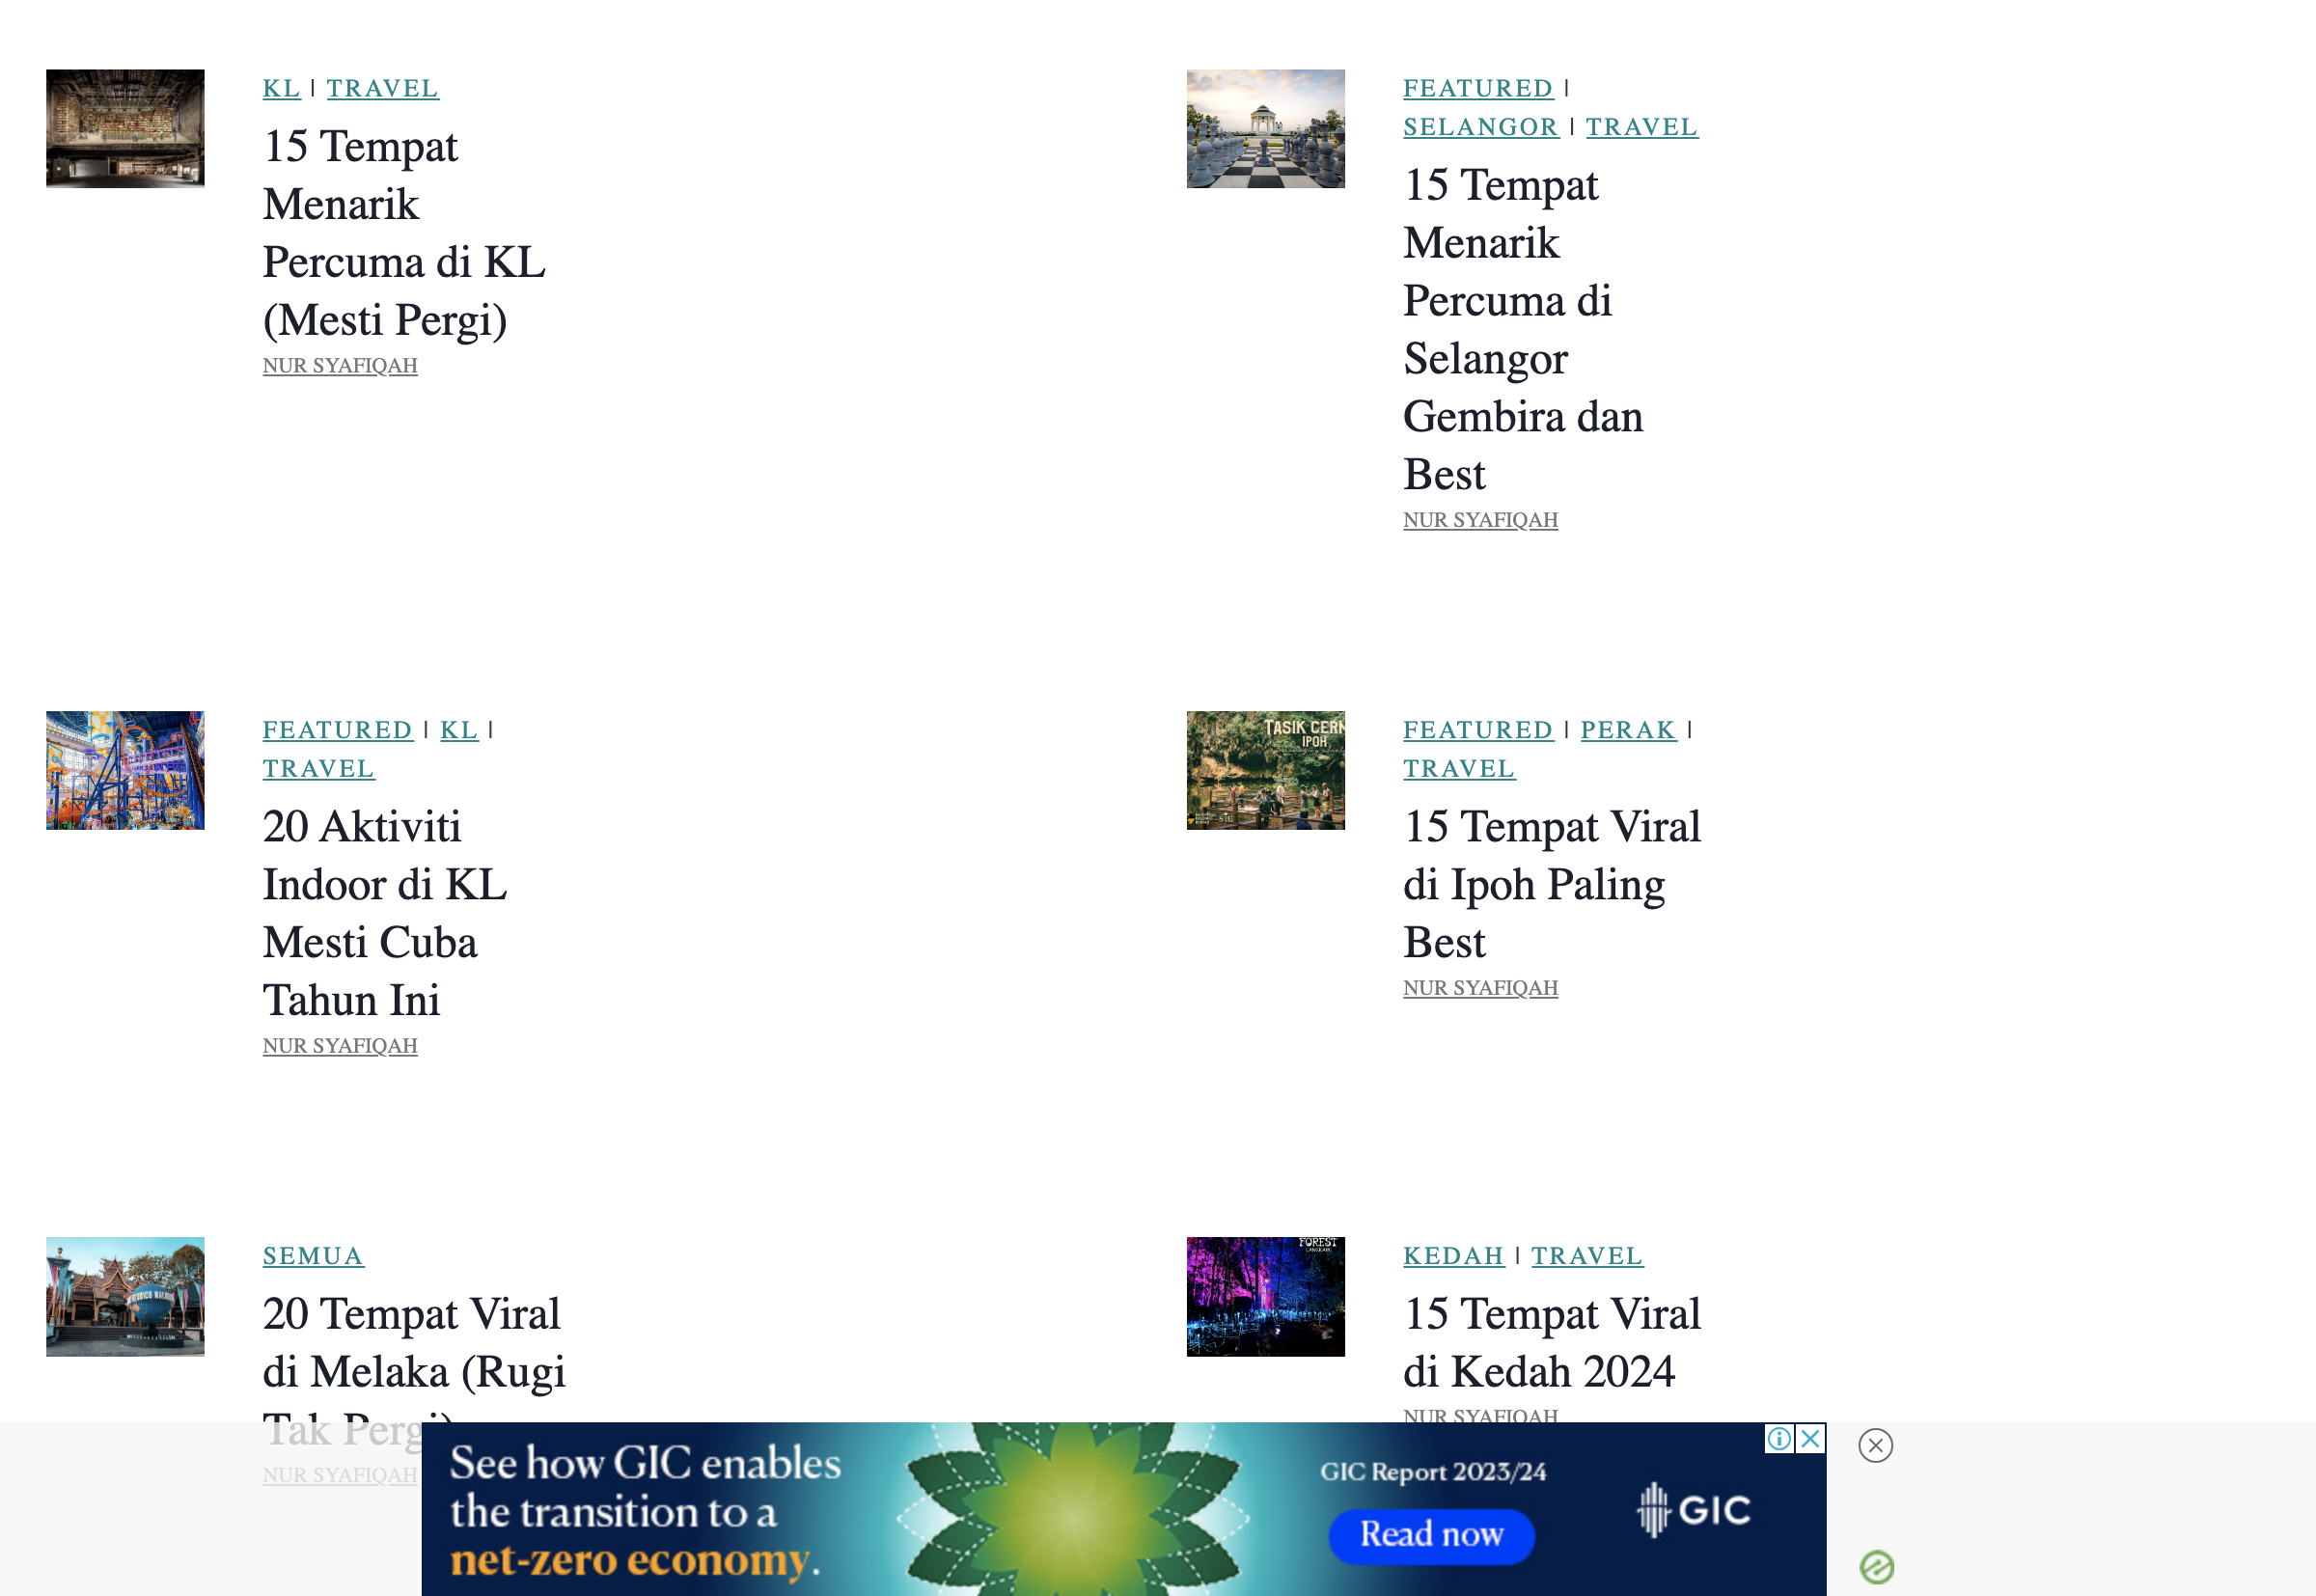 KL | TRAVEL
15 Tempat
Menarik
Percuma di KL
(Mesti Pergi)
NUR SYAFIQAH
FEATURED |
SELANGOR | TRAVEL
15 Tempat
Menarik
Percuma di
Selangor
Gembira dan
Best
NUR SYAFIQAH
FEATURED | KL |
TRAVEL
20 Aktiviti
Indoor di KL
Mesti Cuba
Tahun Ini
NUR SYAFIQAH
TASIK CERM
IPOH
FEATURED | PERAK |
TRAVEL
15 Tempat Viral
di Ipoh Paling
Best
NUR SYAFIQAH
SEMUA
20 Tempat Viral
di Melaka (Rugi
Tak Pergi)
NUR SYAFIQAH
FOREST
LANGKAWI
KEDAH | TRAVEL
15 Tempat Viral
di Kedah 2024
NUR SYAFIQAH
See how GIC enables
the transition to a
net-zero economy.
GIC Report 2023/24
Read now
GIC